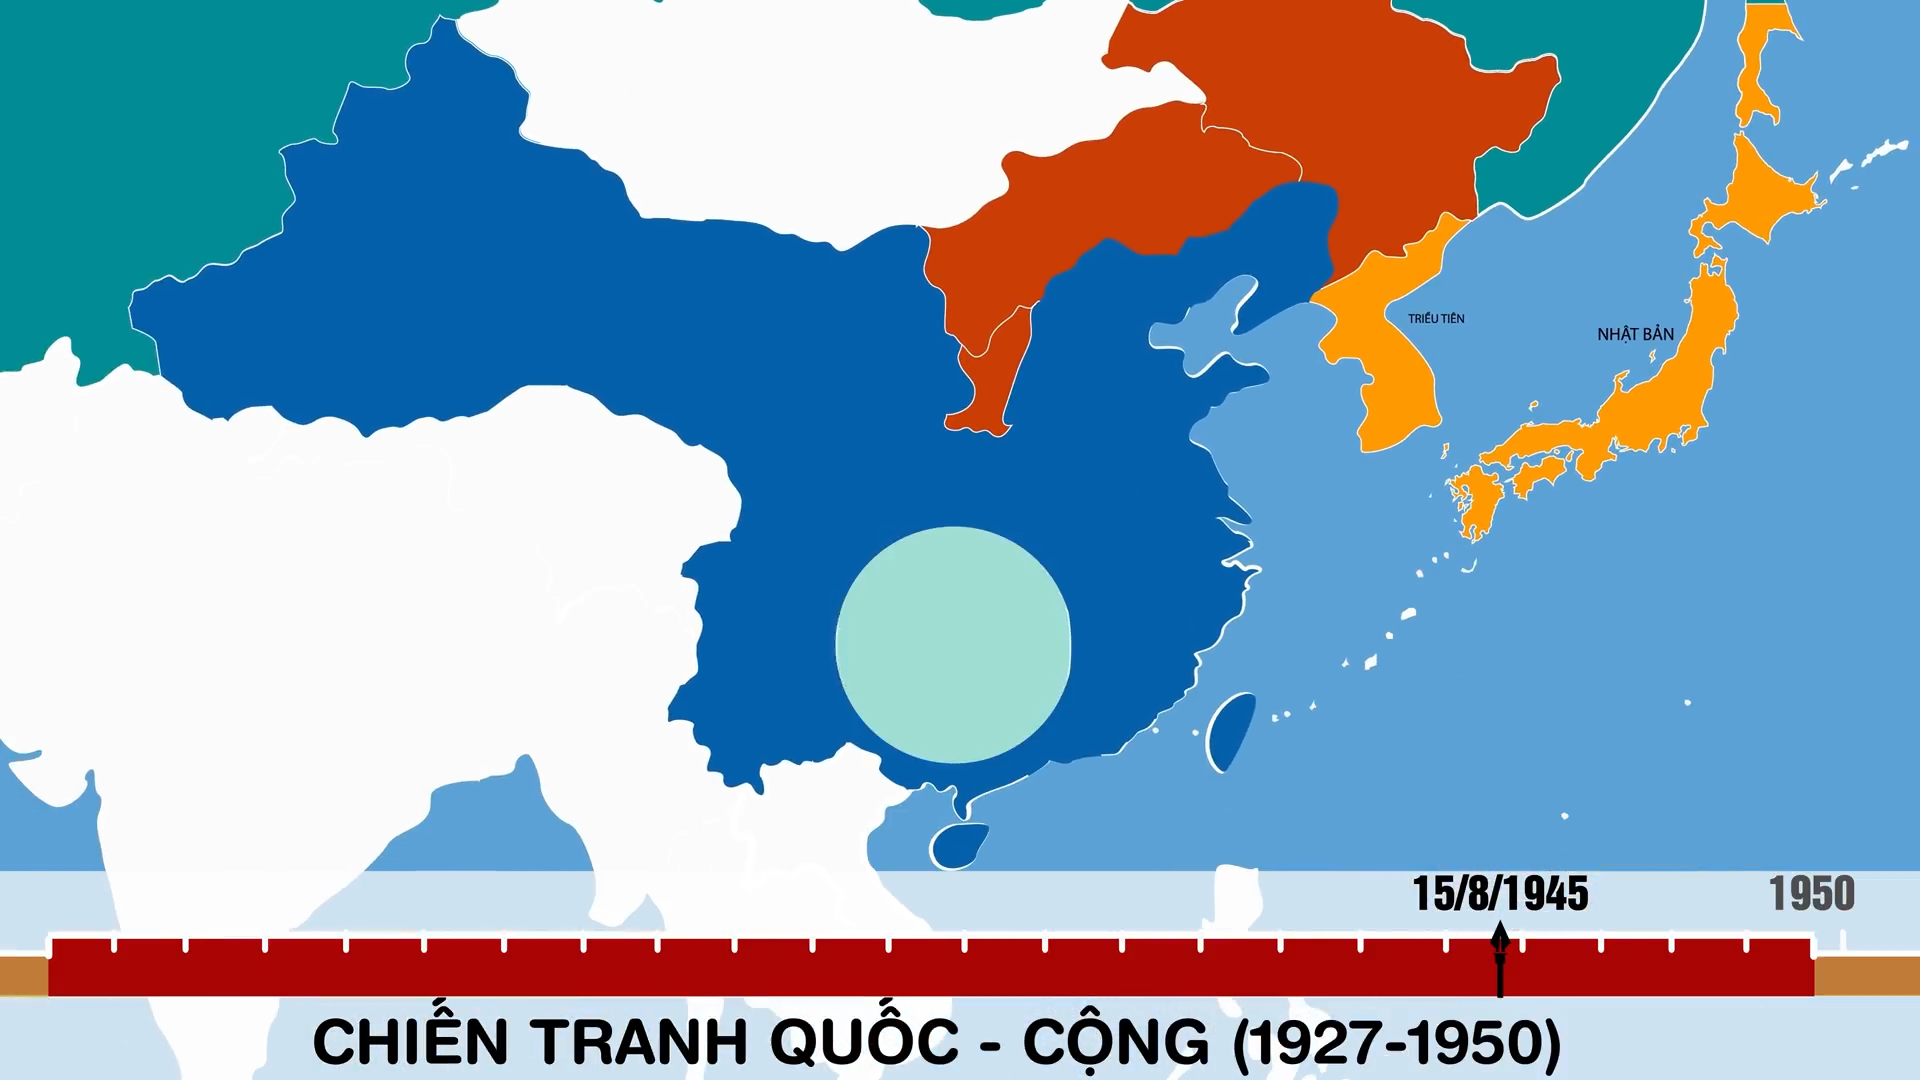 TRIỀU TIÊN
NHẬT BẢN
15/8/1945
1950
CHIẾN TRANH QUỐC - CỘNG (1927-1950)